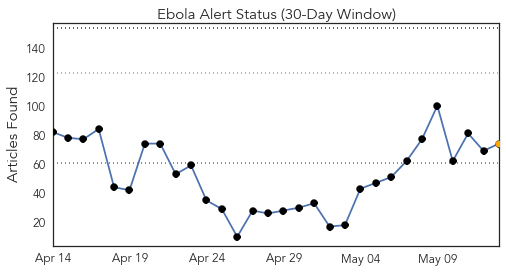 Ebola Alert Status (30-Day Window)
Articles Found
140
120
100
80
60
40
20
Apr 14 Apr 19 Apr 24 Apr 29 May 04 May 09